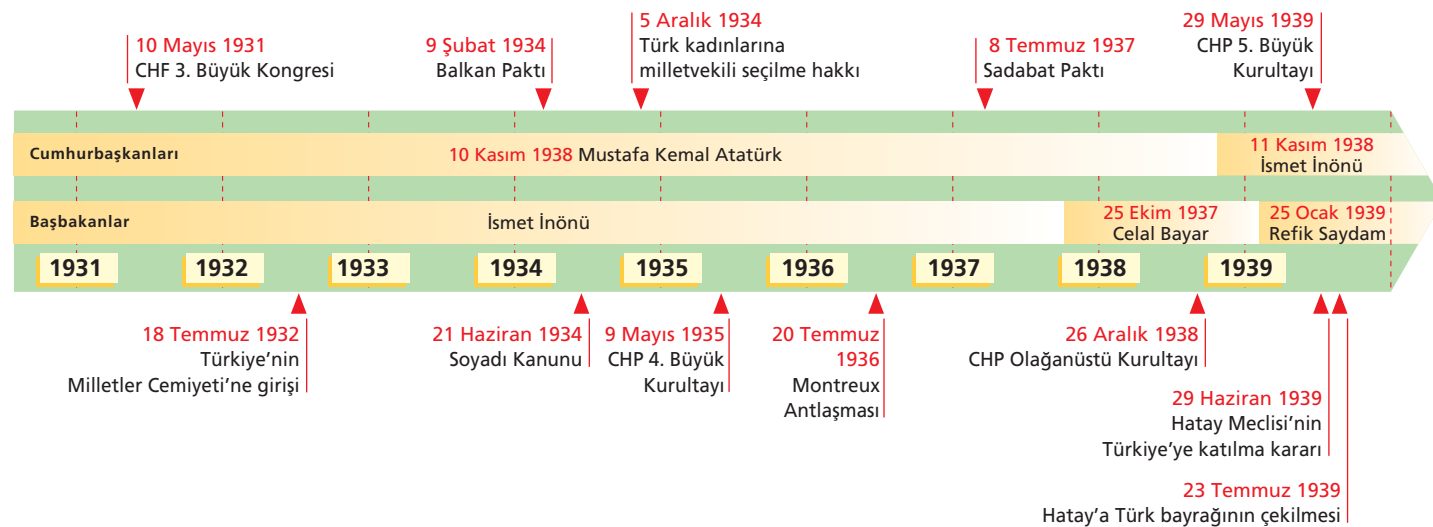 10 Mayıs 1931
CHF 3. Büyük Kongresi
9 Şubat 1934
Balkan Paktı
5 Aralık 1934
Türk kadınlarına
milletvekili seçilme hakkı
8 Temmuz 1937
Sadabat Paktı
29 Mayıs 1939
CHP 5. Büyük
Kurultayı
Cumhurbaşkanları
10 Kasım 1938 Mustafa Kemal Atatürk
11 Kasım 1938
İsmet İnönü
Başbakanlar
İsmet İnönü
25 Ekim 1937
Celal Bayar
25 Ocak 1939
Refik Saydam
1931
1932
1933
1934
1935
1936
1937
1938
1939
18 Temmuz 1932
Türkiye’nin
Milletler Cemiyeti’ne girişi
21 Haziran 1934
Soyadı Kanunu
9 Mayıs 1935
CHP 4. Büyük
Kurultayı
20 Temmuz
1936
Montreux
Antlaşması
26 Aralık 1938
CHP Olağanüstü Kurultayı
29 Haziran 1939
Hatay Meclisi’nin
Türkiye’ye katılma kararı
23 Temmuz 1939
Hatay’a Türk bayrağının çekilmesi